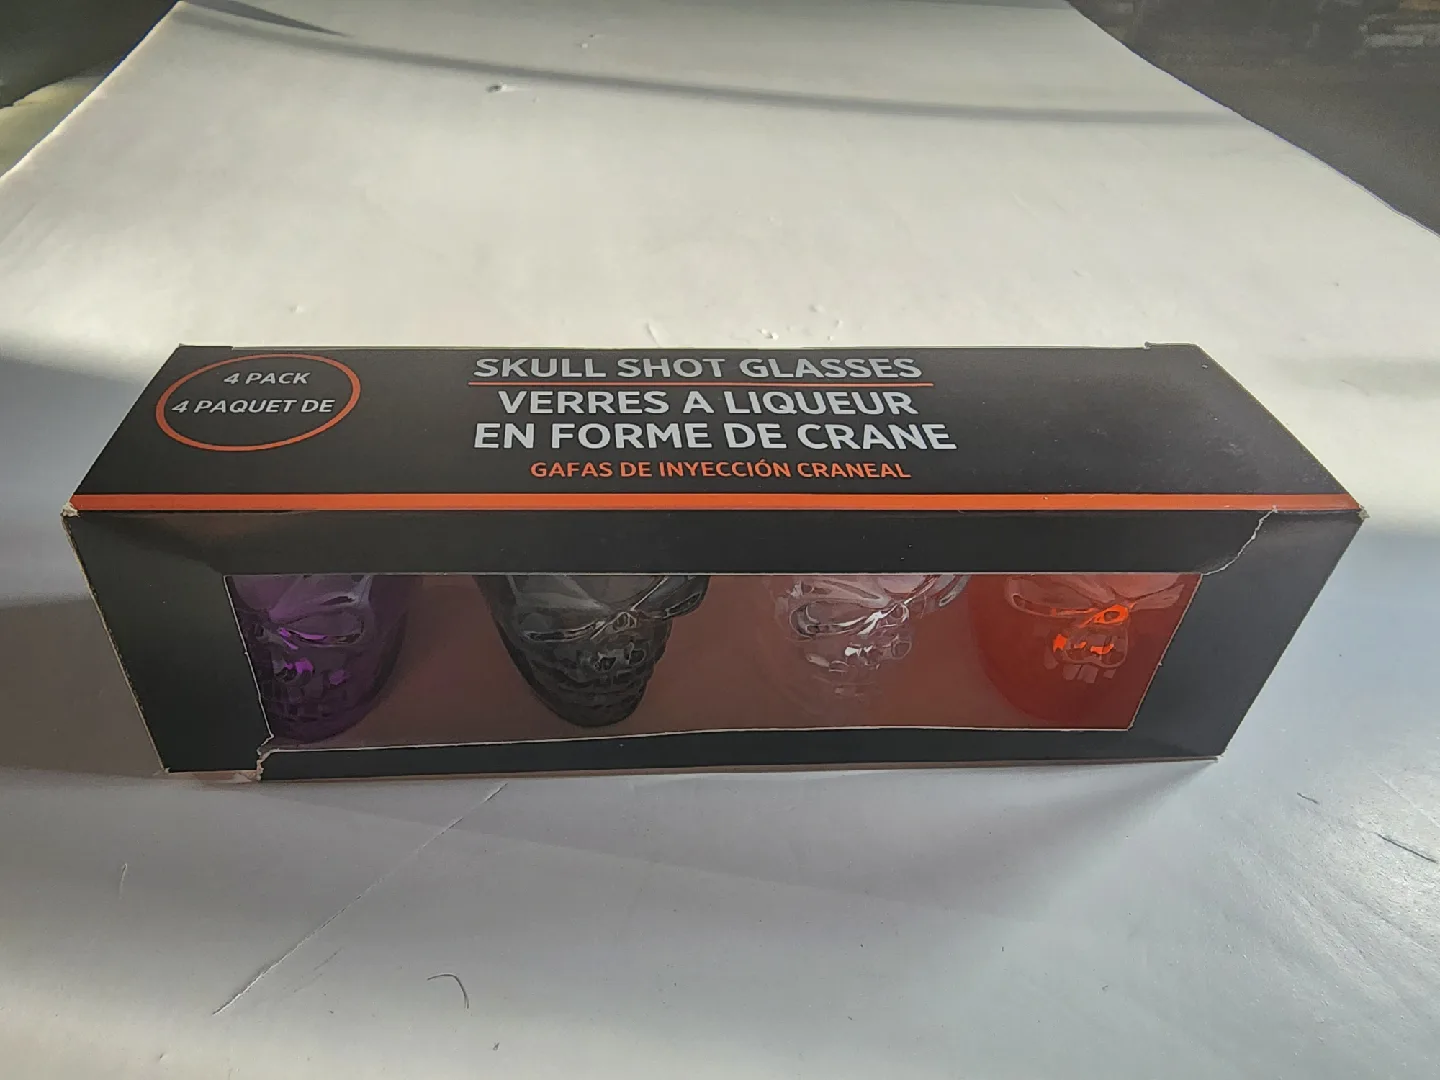 4 PACK
4 PAQUET DE
SKULL SHOT GLASSES
VERRES A LIQUEUR
EN FORME DE CRANE
GAFAS DE INYECCIÓN CRANEAL